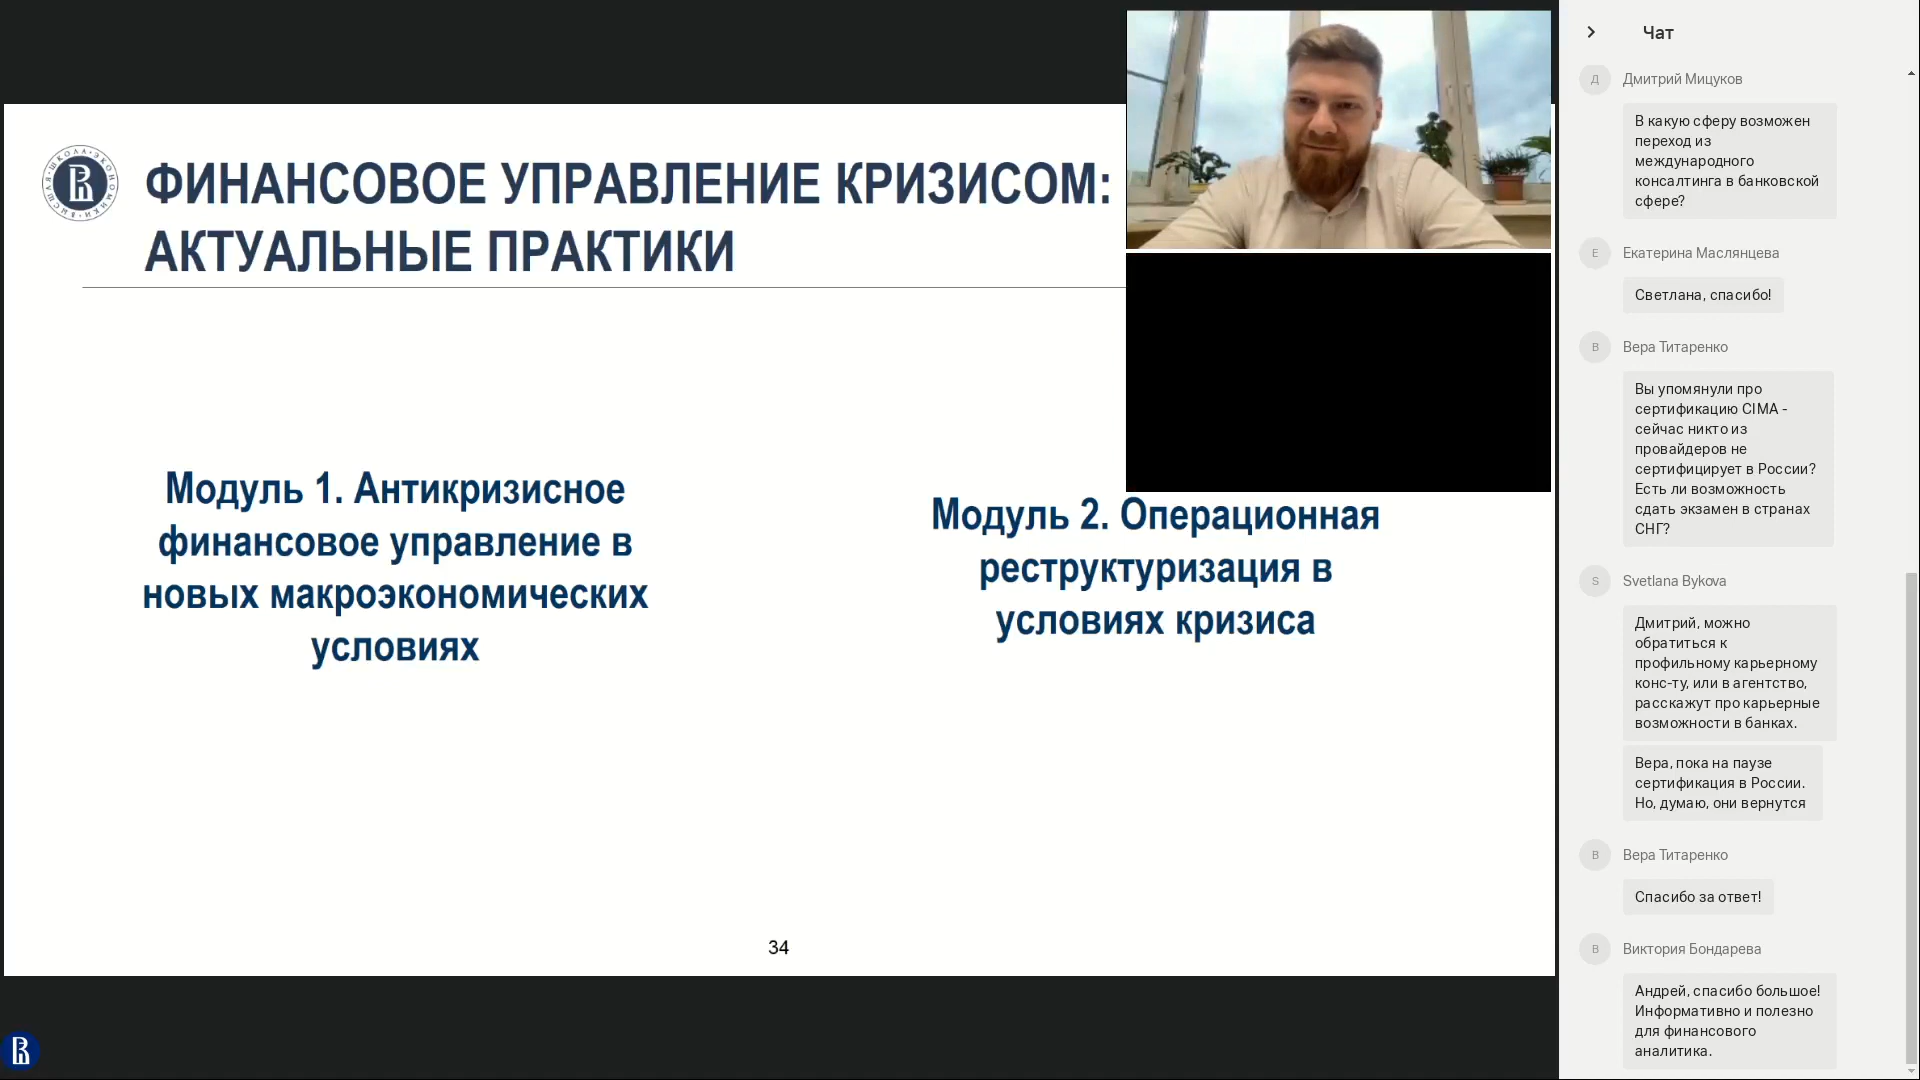 ВЫСШАЯ ШКОЛА ЭКОНОМИКИ
ФИНАНСОВОЕ УПРАВЛЕНИЕ КРИЗИСОМ:
АКТУАЛЬНЫЕ ПРАКТИКИ
Модуль 1. Антикризисное
финансовое управление в
новых макроэкономических
условиях
Модуль 2. Операционная
реструктуризация в
условиях кризиса
34
Чат
Д
Дмитрий Мицуков
В какую сферу возможен
переход из
международного
консалтинга в банковской
сфере?
Е
Екатерина Маслянцева
Светлана, спасибо!
В
Вера Титаренко
Вы упомянули про
сертификацию CIMA -
сейчас никто из
провайдеров не
сертифицирует в России?
Есть ли возможность
сдать экзамен в странах
СНГ?
S
Svetlana Bykova
Дмитрий, можно
обратиться к
профильному карьерному
конс-ту, или в агентство,
расскажут про карьерные
возможности в банках.
Вера, пока на паузе
сертификация в России.
Но, думаю, они вернутся
В
Вера Титаренко
Спасибо за ответ!
В
Виктория Бондарева
Андрей, спасибо большое!
Информативно и полезно
для финансового
аналитика.